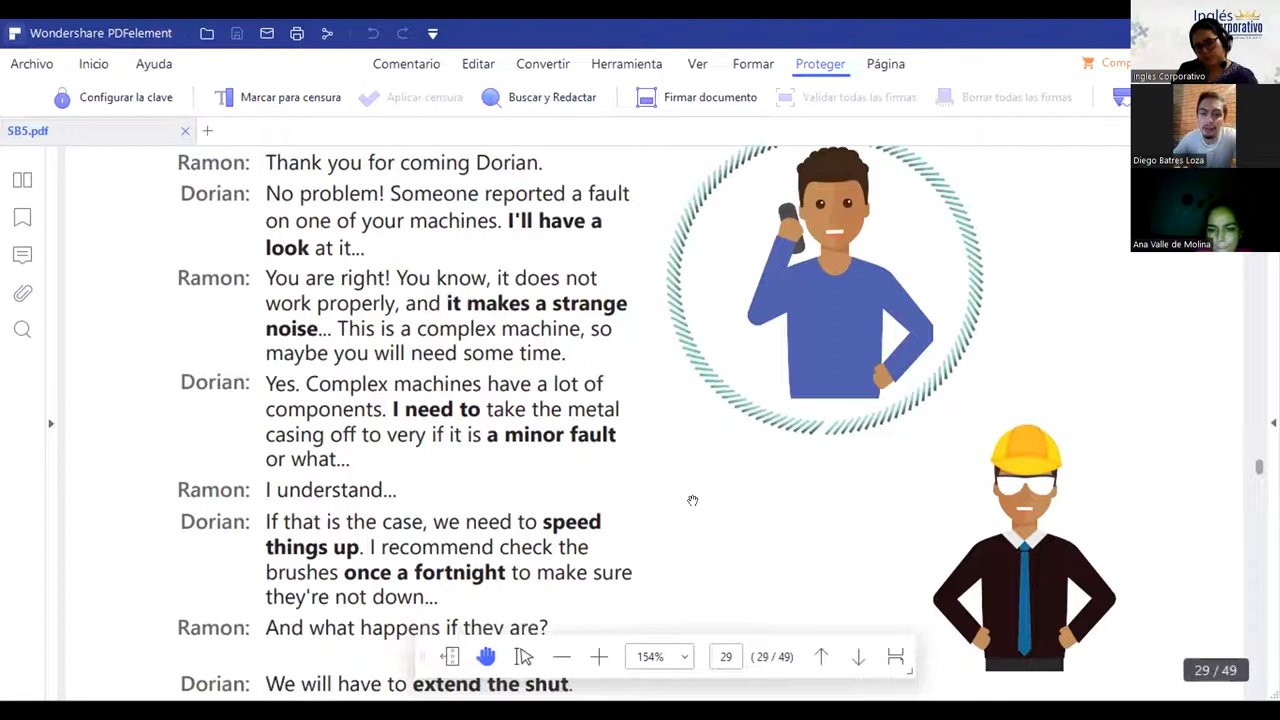 Wondershare PDFelement
Archivo Inicio Ayuda Comentario Editar Convertir Herramienta Ver Formar Proteger Página
Configurar la clave Marcar para censura Aplicar censura Buscar y Redactar Firmar documento Validar todas las firmas Borrar todas las firmas
SB5.pdf
Ramon: Thank you for coming Dorian.
Dorian: No problem! Someone reported a fault
on one of your machines. I'll have a
look at it...
Ramon: You are right! You know, it does not
work properly, and it makes a strange
noise... This is a complex machine, so
maybe you will need some time.
Dorian: Yes. Complex machines have a lot of
components. I need to take the metal
casing off to very if it is a minor fault
or what...
Ramon: I understand...
Dorian: If that is the case, we need to speed
things up. I recommend check the
brushes once a fortnight to make sure
they're not down...
Ramon: And what happens if they are?
Dorian: We will have to extend the shut.
154% 29 (29 / 49)
29 / 49
Inglés
Corporativo
Ingles Corporativo
Diego Batres Loza
Ana Valle de Molina